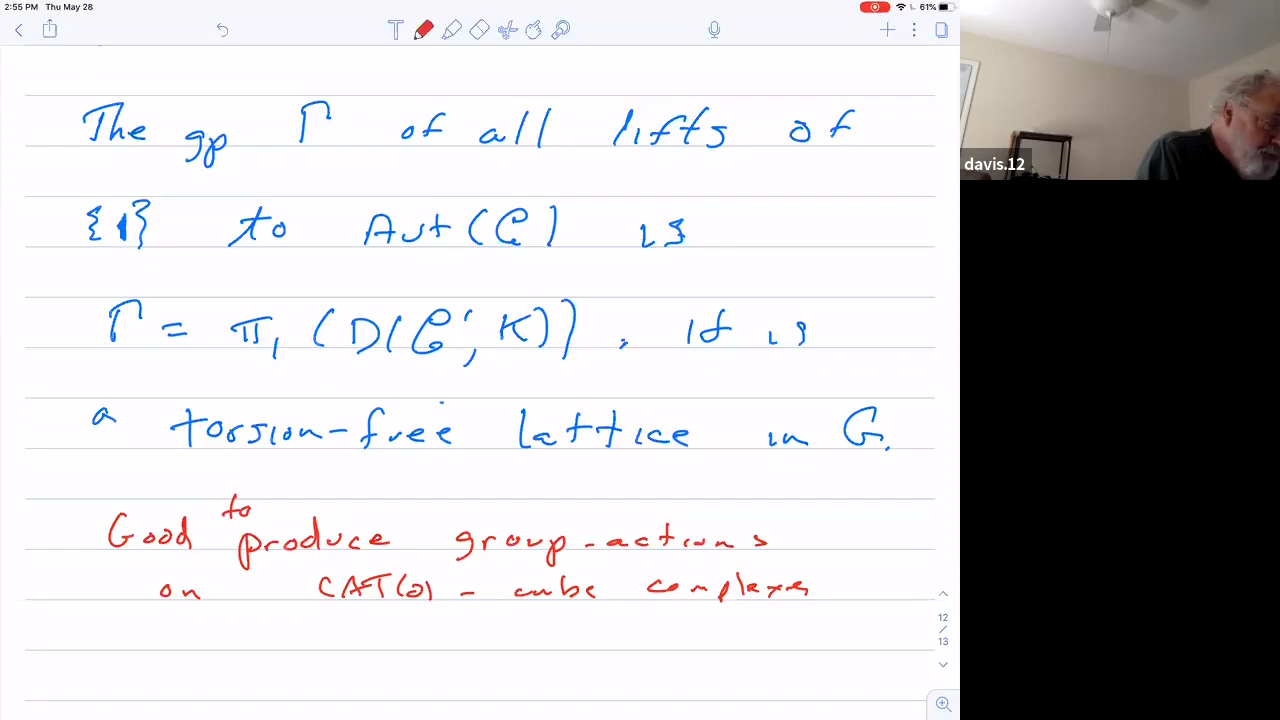 2:55 PM Thu May 28
61%
The gp Γ of all lifts of
{1} to Aut(C) is
Γ = π₁(D(C', K)). It is
a torsion-free lattice in G.
Good to produce group-actions
on CAT(0) - cube complexes
12
/
13
davis.12